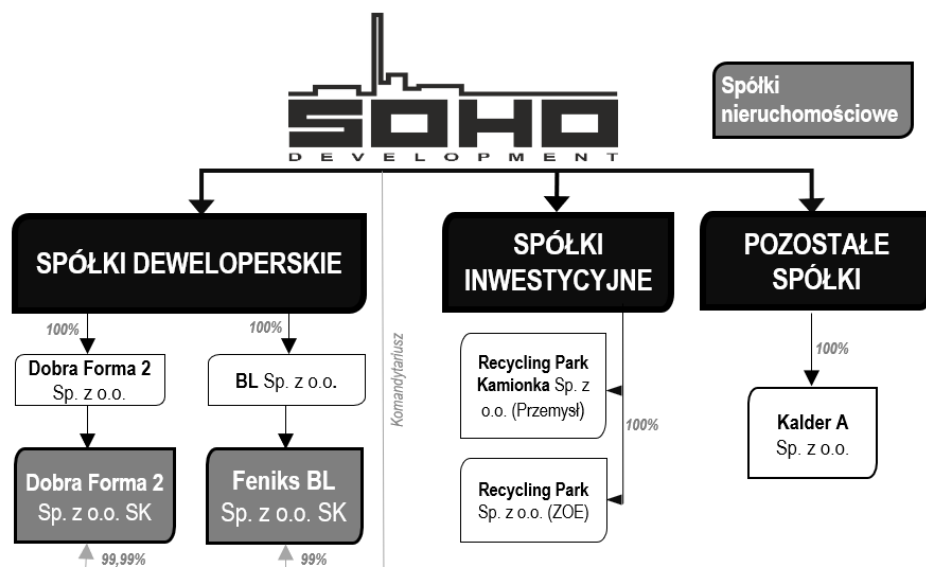 SOHO
DEVELOPMENT
Spółki
nieruchomościowe
SPÓŁKI DEWELOPERSKIE
SPÓŁKI
INWESTYCYJNE
POZOSTAŁE
SPÓŁKI
100%
100%
Komandytariusz
Dobra Forma 2
Sp. z o.o.
BL Sp. z o.o.
Recycling Park
Kamionka Sp. z
o.o. (Przemysł)
100%
100%
Kalder A
Sp. z o.o.
Dobra Forma 2
Sp. z o.o. SK
Feniks BL
Sp. z o.o. SK
Recycling Park
Sp. z o.o. (ZOE)
99,99%
99%